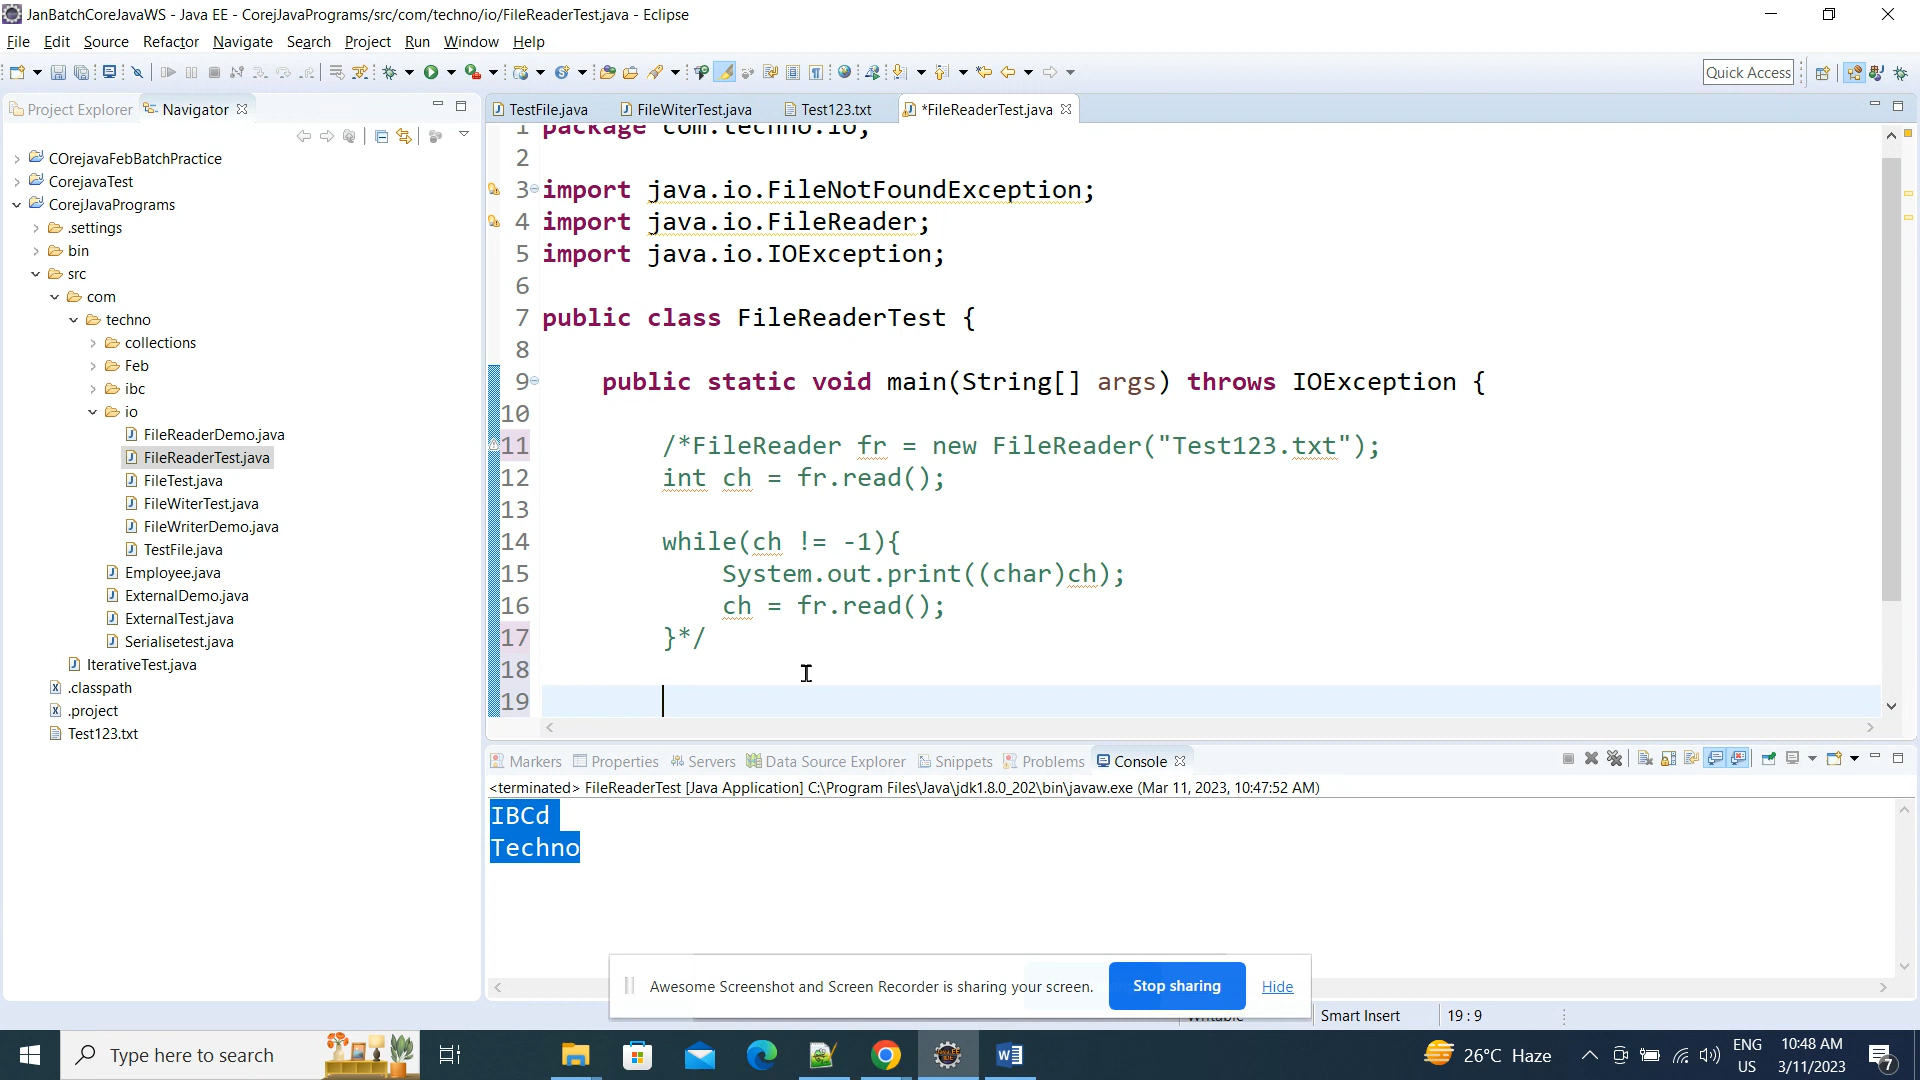 JanBatchCoreJavaWS - Java EE - CorejJavaPrograms/src/com/techno/io/FileReaderTest.java - Eclipse
File Edit Source Refactor Navigate Search Project Run Window Help
Quick Access
Project Explorer Navigator
TestFile.java FileWiterTest.java Test123.txt *FileReaderTest.java
COrejavaFebBatchPractice
CorejavaTest
CorejJavaPrograms
.settings
bin
src
com
techno
collections
Feb
ibc
io
FileReaderDemo.java
FileReaderTest.java
FileTest.java
FileWiterTest.java
FileWriterDemo.java
TestFile.java
Employee.java
ExternalDemo.java
ExternalTest.java
Serialisetest.java
IterativeTest.java
.classpath
.project
Test123.txt
1 package com.techno.io;
2
3 import java.io.FileNotFoundException;
4 import java.io.FileReader;
5 import java.io.IOException;
6
7 public class FileReaderTest {
8
9 public static void main(String[] args) throws IOException {
10
11 /*FileReader fr = new FileReader("Test123.txt");
12 int ch = fr.read();
13
14 while(ch != -1){
15 System.out.print((char)ch);
16 ch = fr.read();
17 }*/
18
19
Markers Properties Servers Data Source Explorer Snippets Problems Console
<terminated> FileReaderTest [Java Application] C:\Program Files\Java\jdk1.8.0_202\bin\javaw.exe (Mar 11, 2023, 10:47:52 AM)
IBCd
Techno
Awesome Screenshot and Screen Recorder is sharing your screen. Stop sharing Hide
Writable Smart Insert 19 : 9
Type here to search
26°C Haze
ENG
US
10:48 AM
3/11/2023
7